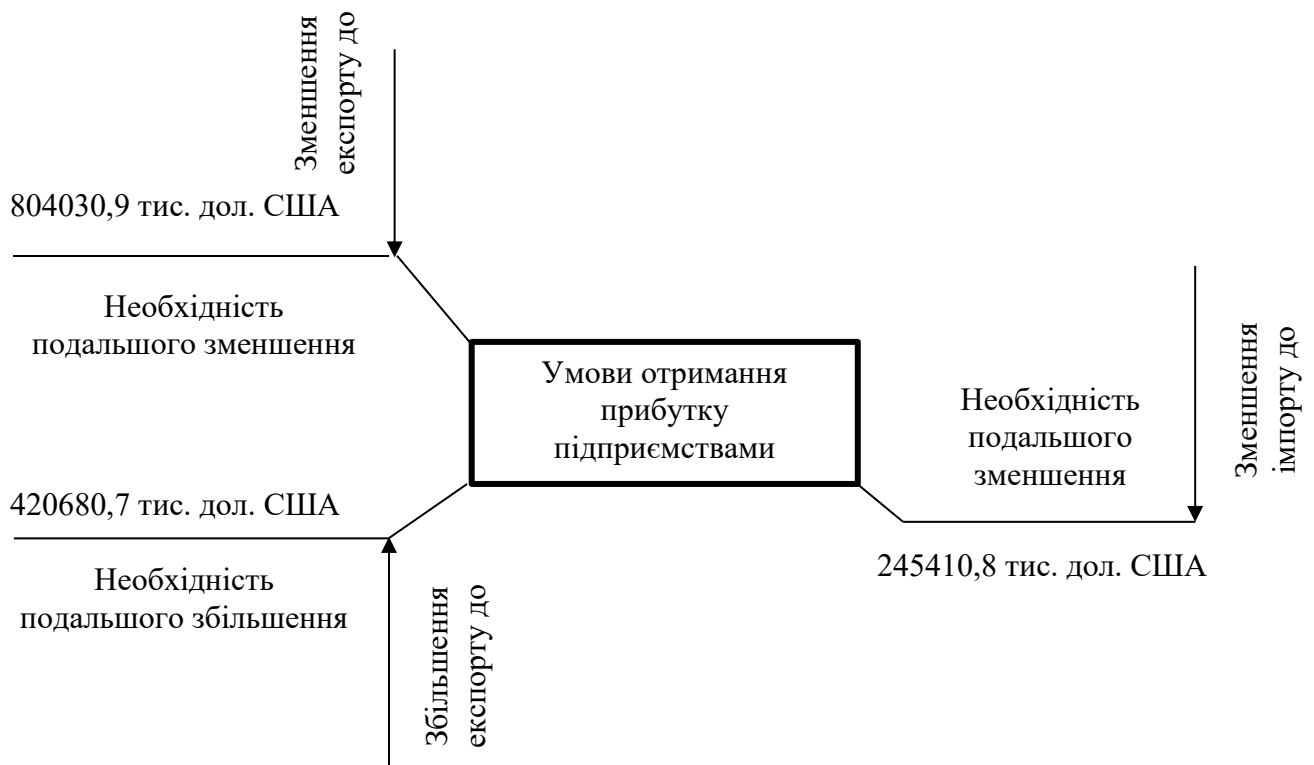 Зменшення
експорту до
804030,9 тис. дол. США
Необхідність
подальшого зменшення
Умови отримання
прибутку
підприємствами
Необхідність
подальшого
зменшення
Зменшення
імпорту до
420680,7 тис. дол. США
Необхідність
подальшого збільшення
Збільшення
експорту до
245410,8 тис. дол. США